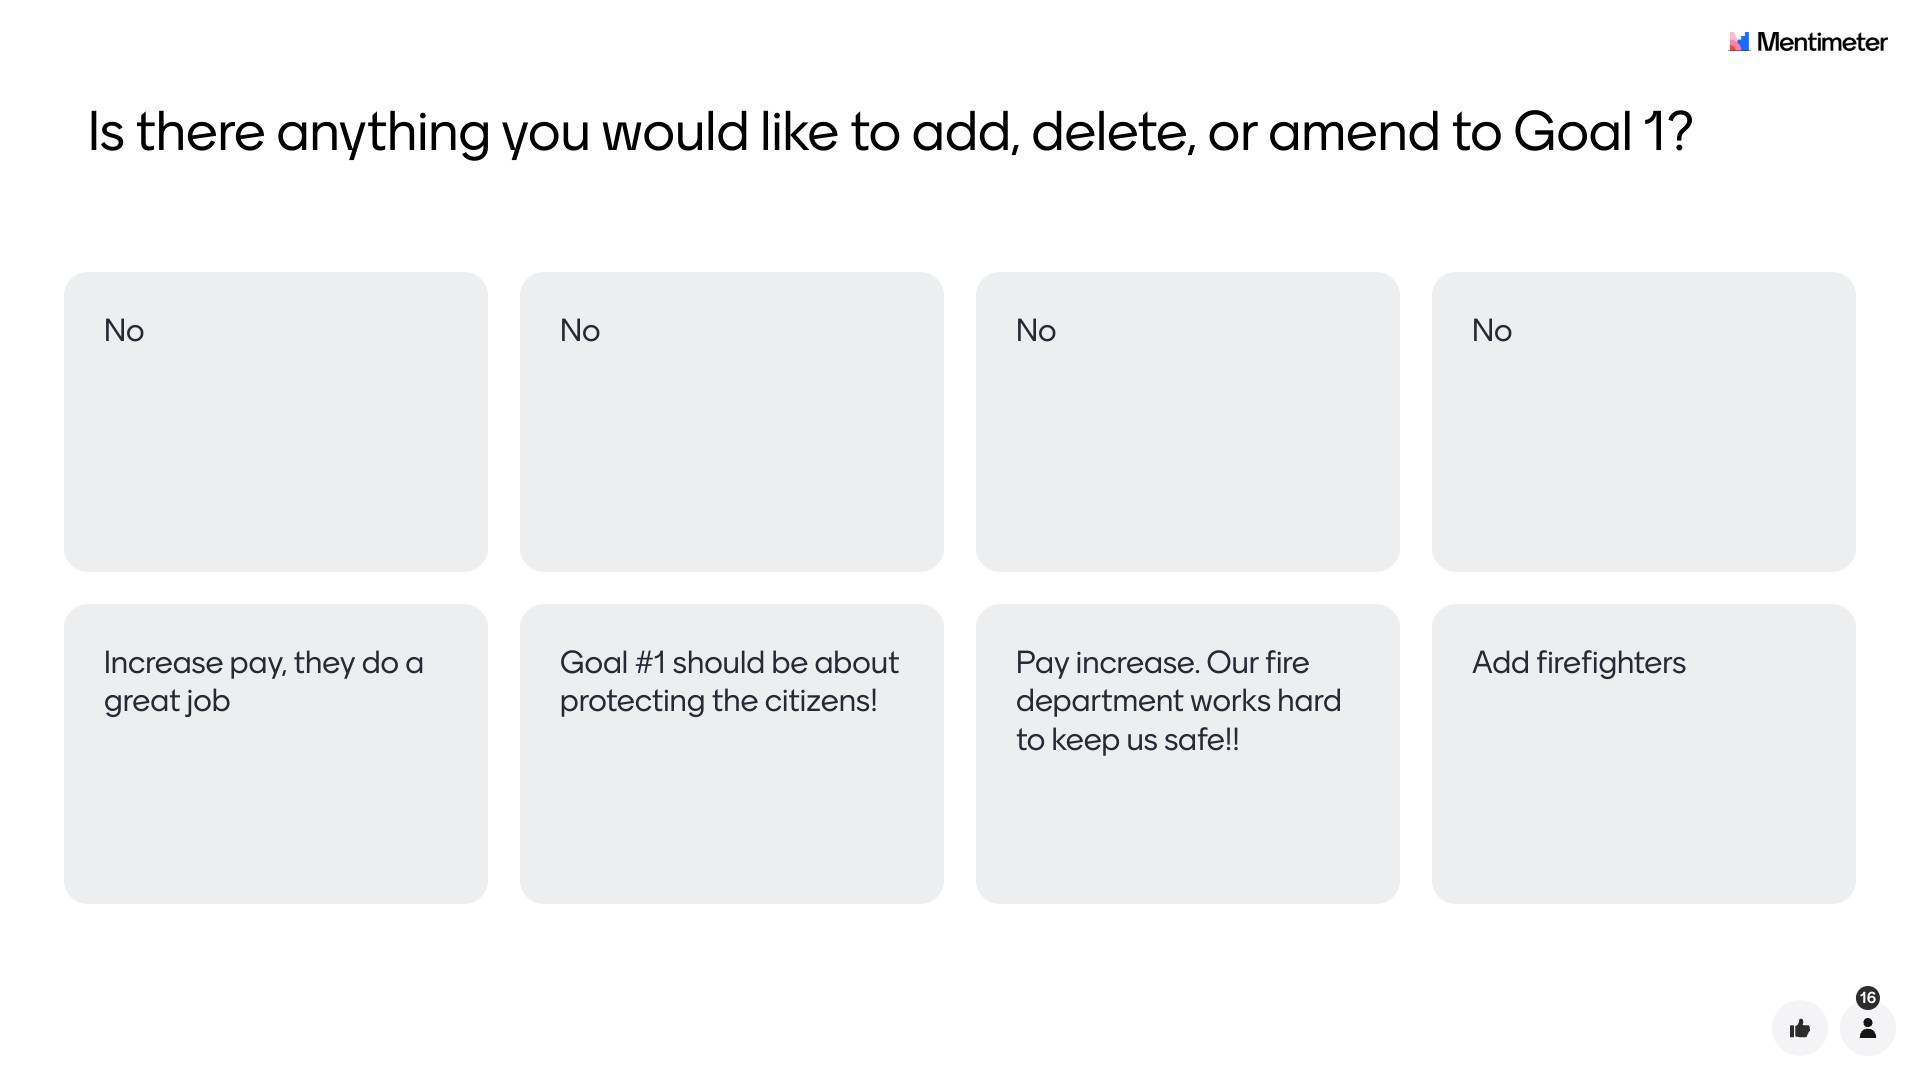 Mentimeter
Is there anything you would like to add, delete, or amend to Goal 1?
No
No
No
No
Increase pay, they do a
great job
Goal #1 should be about
protecting the citizens!
Pay increase. Our fire
department works hard
to keep us safe!!
Add firefighters
16